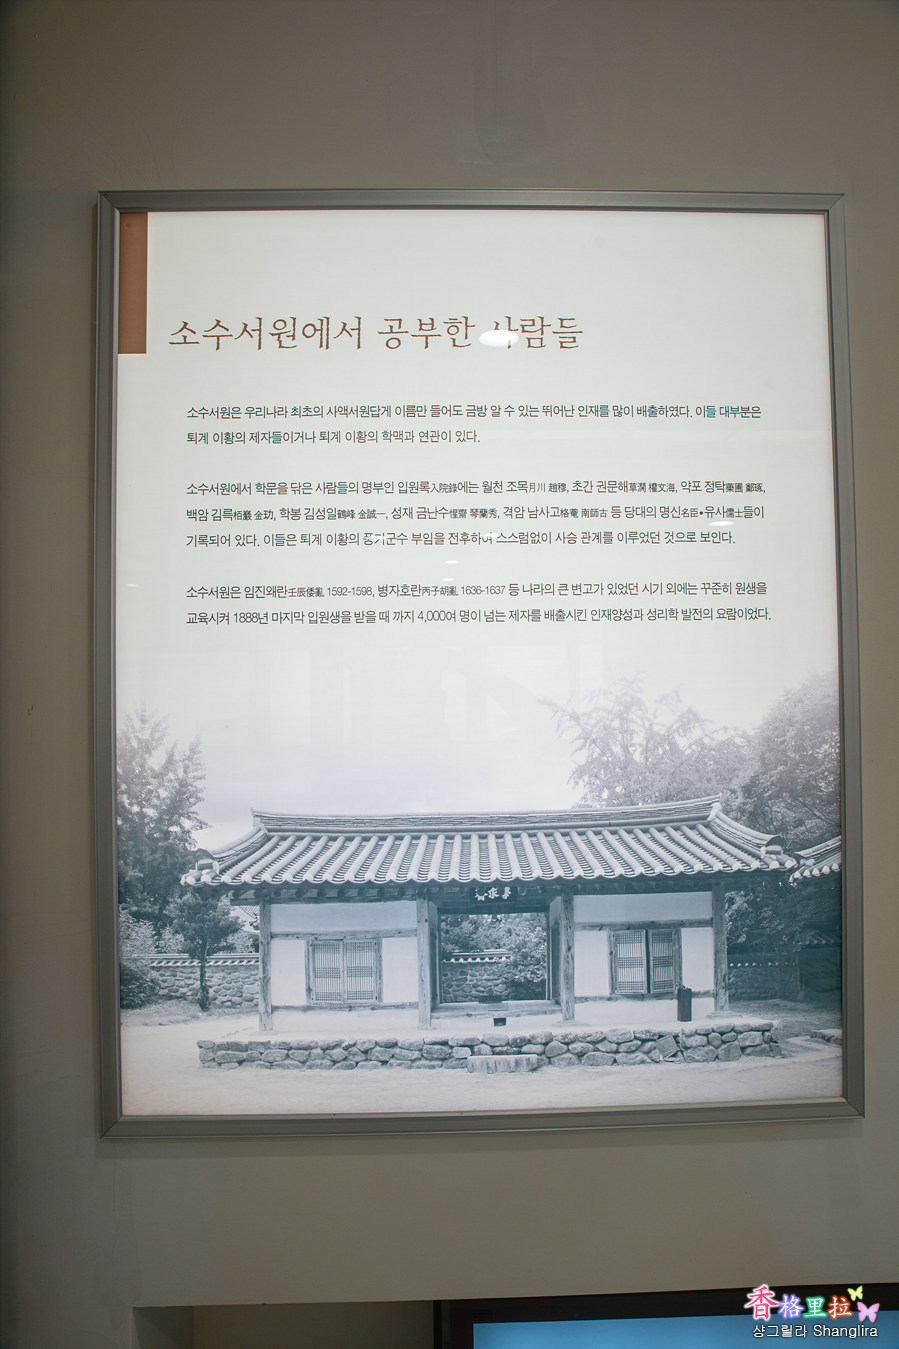 소수서원에서 공부한 사람들
소수서원은 우리나라 최초의 사액서원답게 이름만 들어도 금방 알 수 있는 뛰어난 인재를 많이 배출하였다. 이들 대부분은
퇴계 이황의 제자들이거나 퇴계 이황의 학맥과 연관이 있다.
소수서원에서 학문을 닦은 사람들의 명부인 입원록入院錄에는 월천 조목月川 趙穆, 초간 권문해草澗 權文海, 약포 정탁藥圃 鄭琢,
백암 김륵栢巖 金玏, 학봉 김성일鶴峰 金誠一, 성재 금난수惺齋 琴蘭秀, 격암 남사고格菴 南師古 등 당대의 명신名臣•유사儒士들이
기록되어 있다. 이들은 퇴계 이황의 풍기군수 부임을 전후하여 스스럼없이 사승 관계를 이루었던 것으로 보인다.
소수서원은 임진왜란壬辰倭亂 1592-1598, 병자호란丙子胡亂 1636-1637 등 나라의 큰 변고가 있었던 시기 외에는 꾸준히 원생을
교육시켜 1888년 마지막 입원생을 받을 때 까지 4,000여 명이 넘는 제자를 배출시킨 인재양성과 성리학 발전의 요람이었다.
香格里拉
샹그릴라 Shanglira